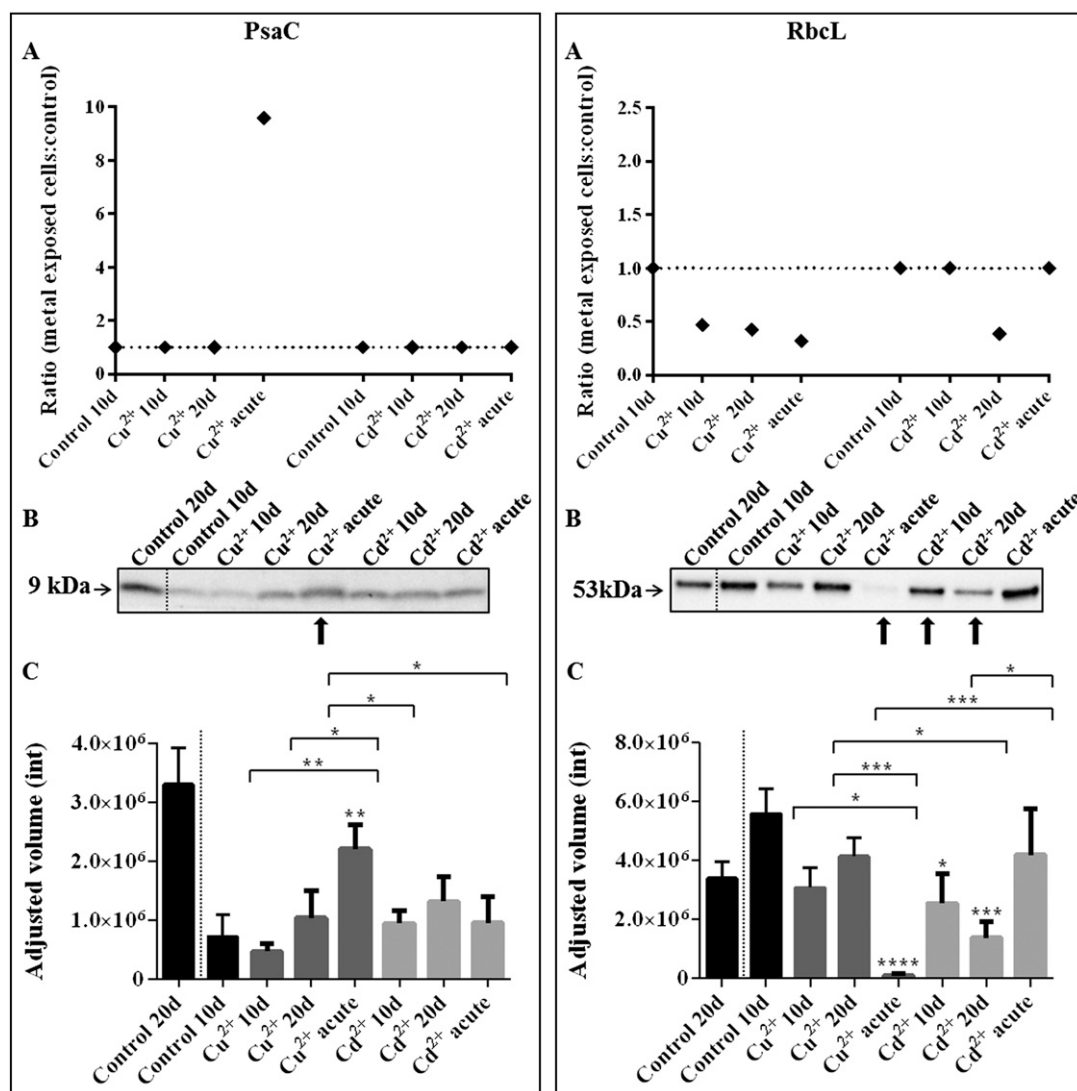 PsaC
A
Ratio (metal exposed cells:control)
10
8
6
4
2
0
Control 10d
Cu²⁺ 10d
Cu²⁺ 20d
Cu²⁺ acute
Control 10d
Cd²⁺ 10d
Cd²⁺ 20d
Cd²⁺ acute
B
Control 20d
Control 10d
Cu²⁺ 10d
Cu²⁺ 20d
Cu²⁺ acute
Cd²⁺ 10d
Cd²⁺ 20d
Cd²⁺ acute
9 kDa→
C
*
*
*
**
**
Adjusted volume (int)
4.0×10⁶
3.0×10⁶
2.0×10⁶
1.0×10⁶
0
Control 20d
Control 10d
Cu²⁺ 10d
Cu²⁺ 20d
Cu²⁺ acute
Cd²⁺ 10d
Cd²⁺ 20d
Cd²⁺ acute
RbcL
A
Ratio (metal exposed cells:control)
2.5
2.0
1.5
1.0
0.5
0.0
Control 10d
Cu²⁺ 10d
Cu²⁺ 20d
Cu²⁺ acute
Control 10d
Cd²⁺ 10d
Cd²⁺ 20d
Cd²⁺ acute
B
Control 20d
Control 10d
Cu²⁺ 10d
Cu²⁺ 20d
Cu²⁺ acute
Cd²⁺ 10d
Cd²⁺ 20d
Cd²⁺ acute
53kDa→
C
*
***
*
***
*
*
***
****
Adjusted volume (int)
8.0×10⁶
6.0×10⁶
4.0×10⁶
2.0×10⁶
0
Control 20d
Control 10d
Cu²⁺ 10d
Cu²⁺ 20d
Cu²⁺ acute
Cd²⁺ 10d
Cd²⁺ 20d
Cd²⁺ acute